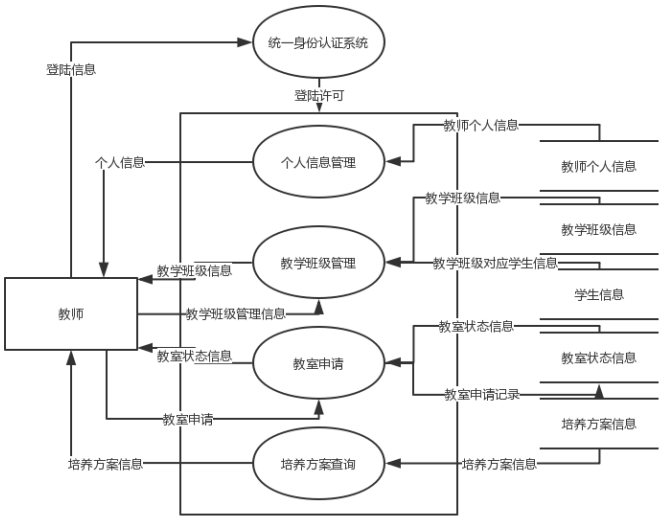 统一身份认证系统
登陆信息
登陆许可
教师个人信息
个人信息
个人信息管理
教师个人信息
教学班级信息
教学班级信息
教学班级管理
教学班级信息
教学班级对应学生信息
学生信息
教师
教学班级管理信息
教室状态信息
教室状态信息
教室申请
教室状态信息
教室申请记录
教室申请
培养方案信息
培养方案信息
培养方案查询
培养方案信息